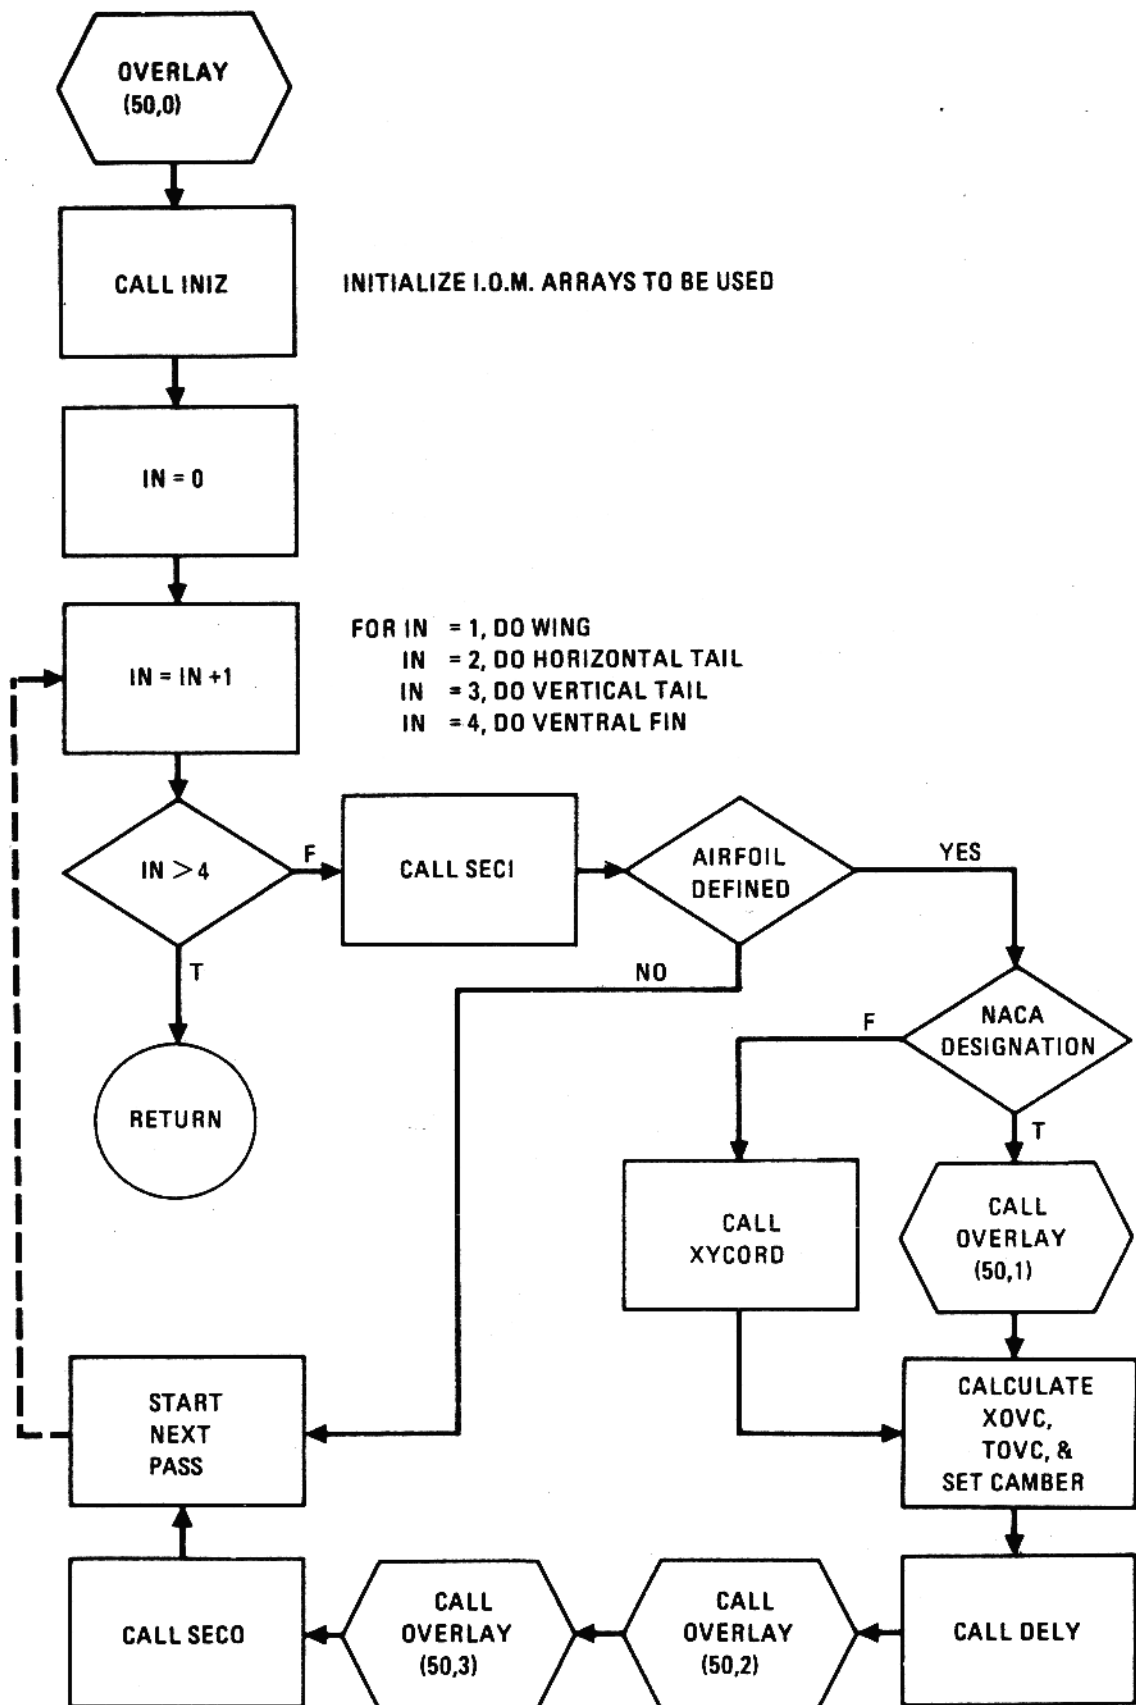 OVERLAY
(50,0)
CALL INIZ
INITIALIZE I.O.M. ARRAYS TO BE USED
IN = 0
IN = IN +1
FOR IN = 1, DO WING
IN = 2, DO HORIZONTAL TAIL
IN = 3, DO VERTICAL TAIL
IN = 4, DO VENTRAL FIN
IN > 4
F
CALL SECI
AIRFOIL
DEFINED
YES
T
NO
RETURN
NACA
DESIGNATION
F
T
CALL
XYCORD
CALL
OVERLAY
(50,1)
CALCULATE
XOVC,
TOVC, &
SET CAMBER
START
NEXT
PASS
CALL SECO
CALL
OVERLAY
(50,3)
CALL
OVERLAY
(50,2)
CALL DELY